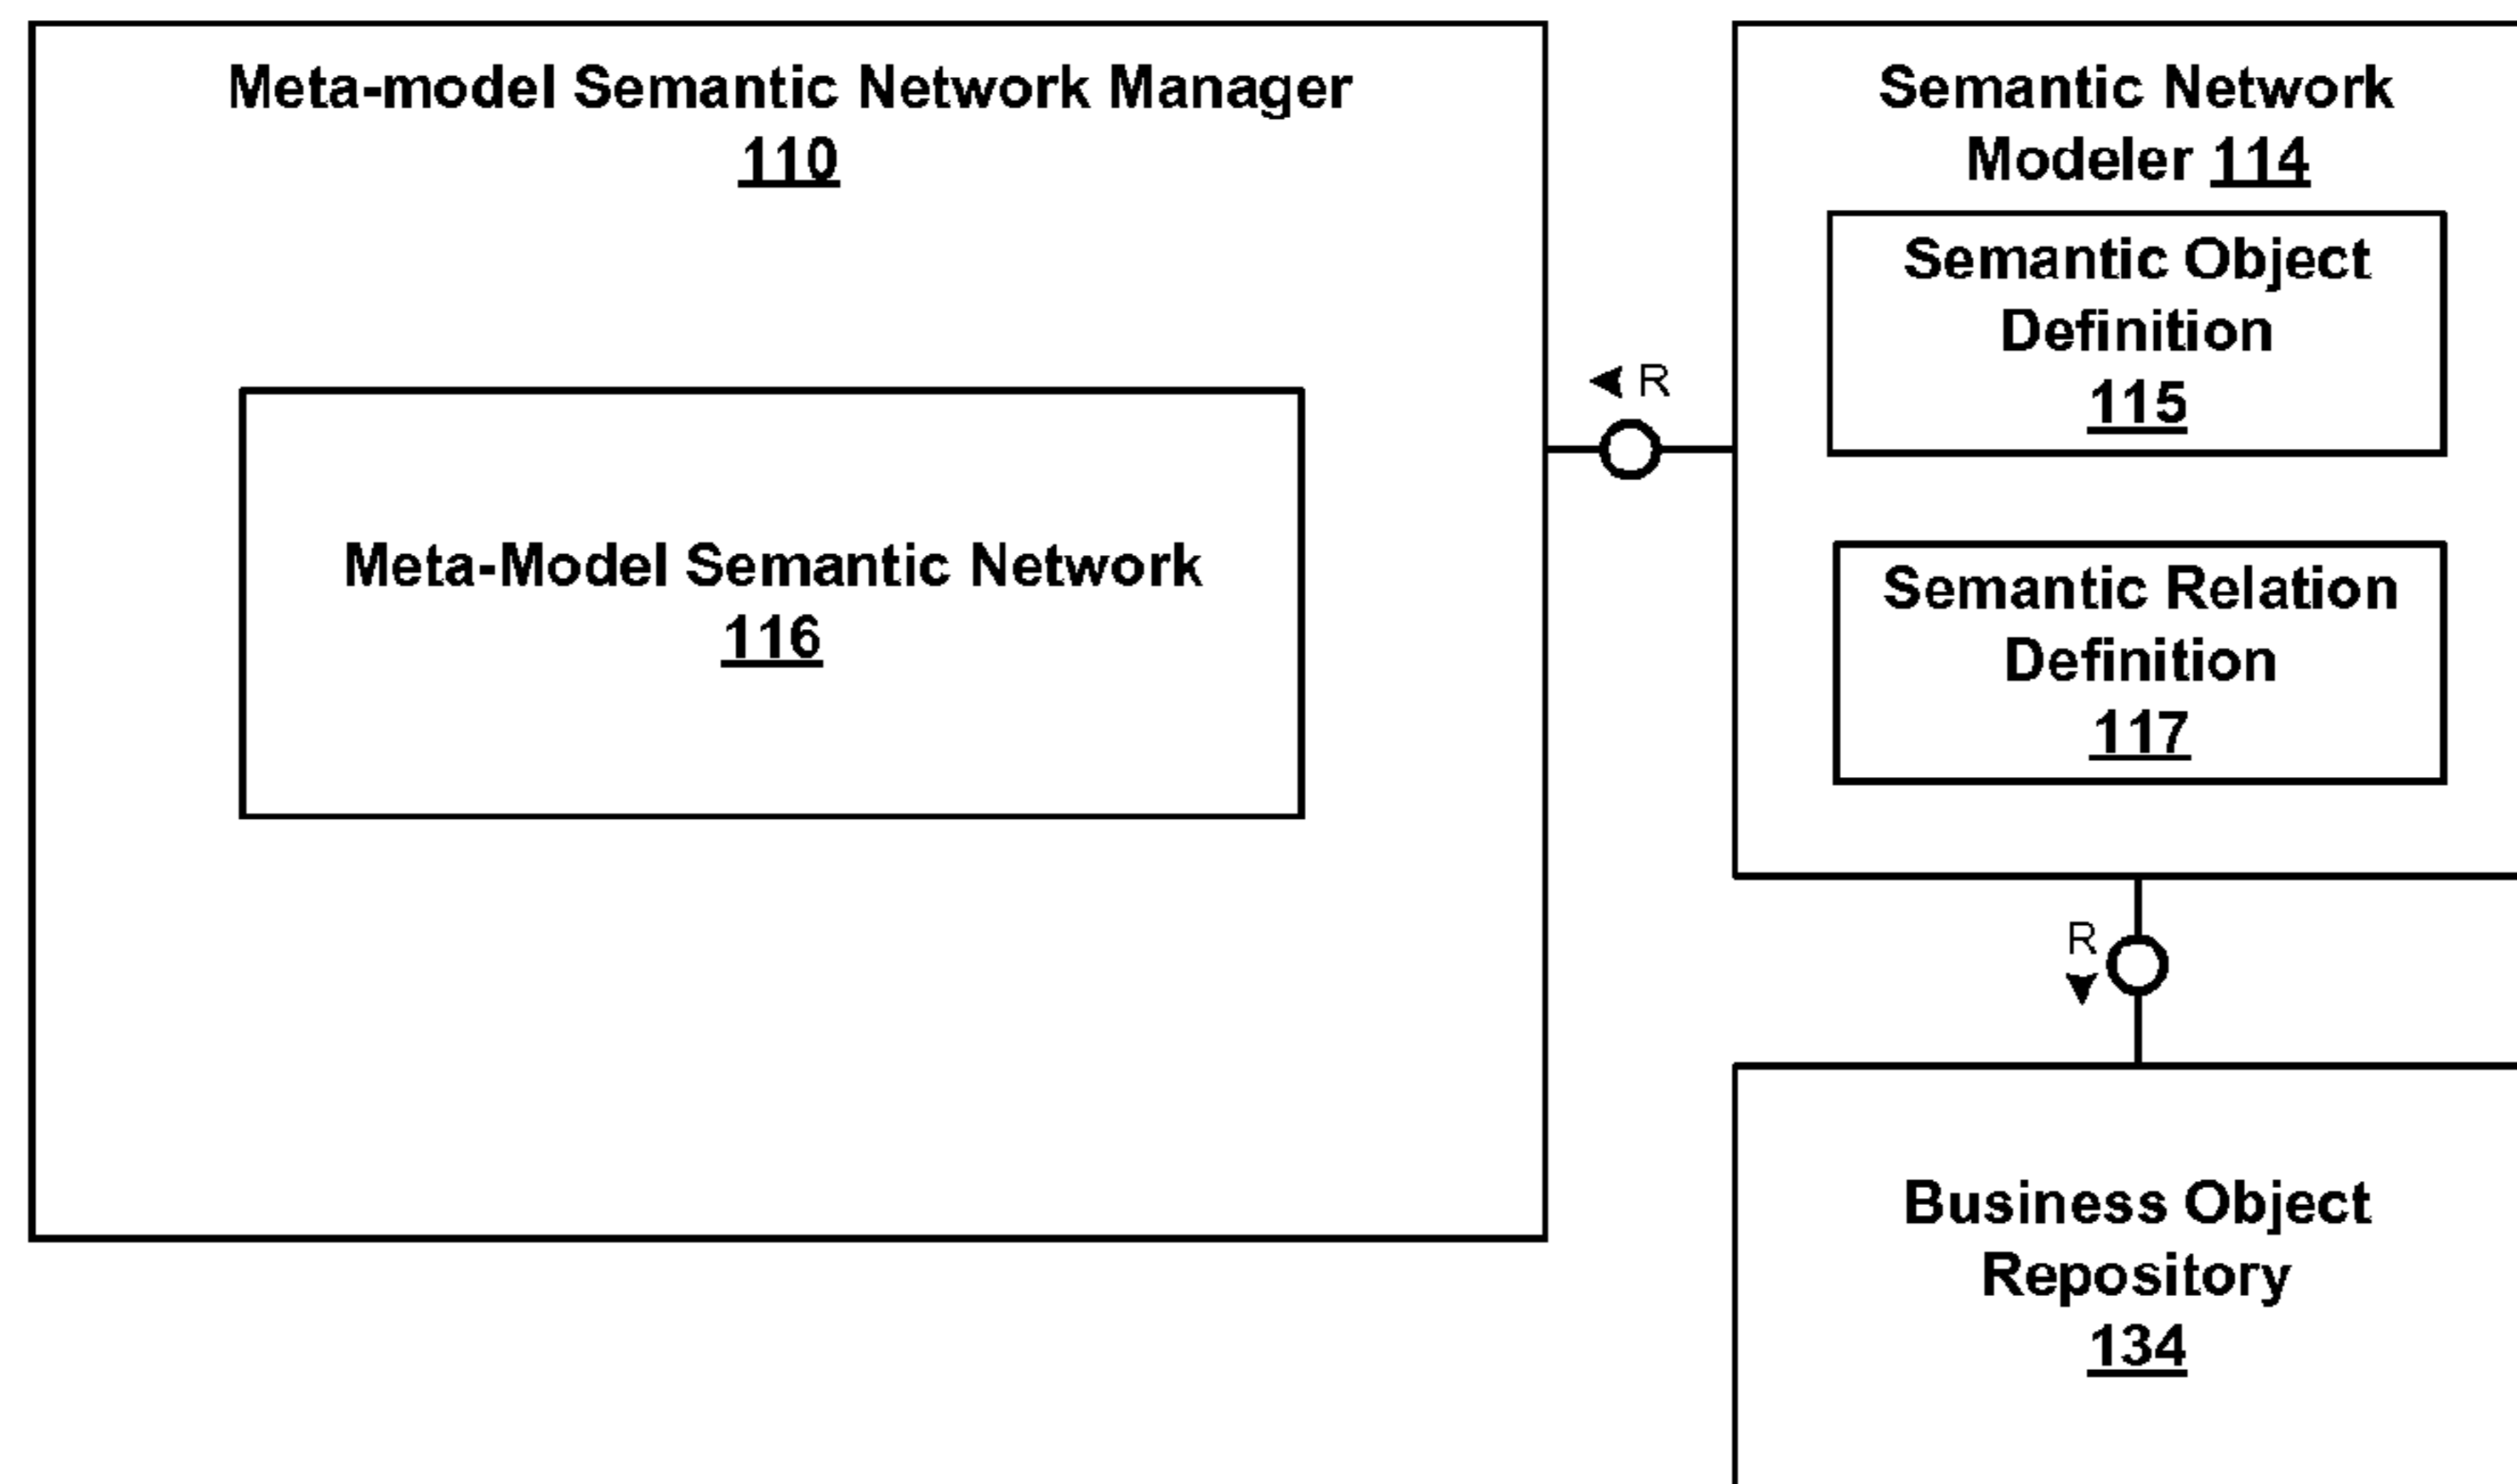 Meta-model Semantic Network Manager
110
Meta-Model Semantic Network
116
R
Semantic Network
Modeler 114
Semantic Object
Definition
115
Semantic Relation
Definition
117
R
Business Object
Repository
134